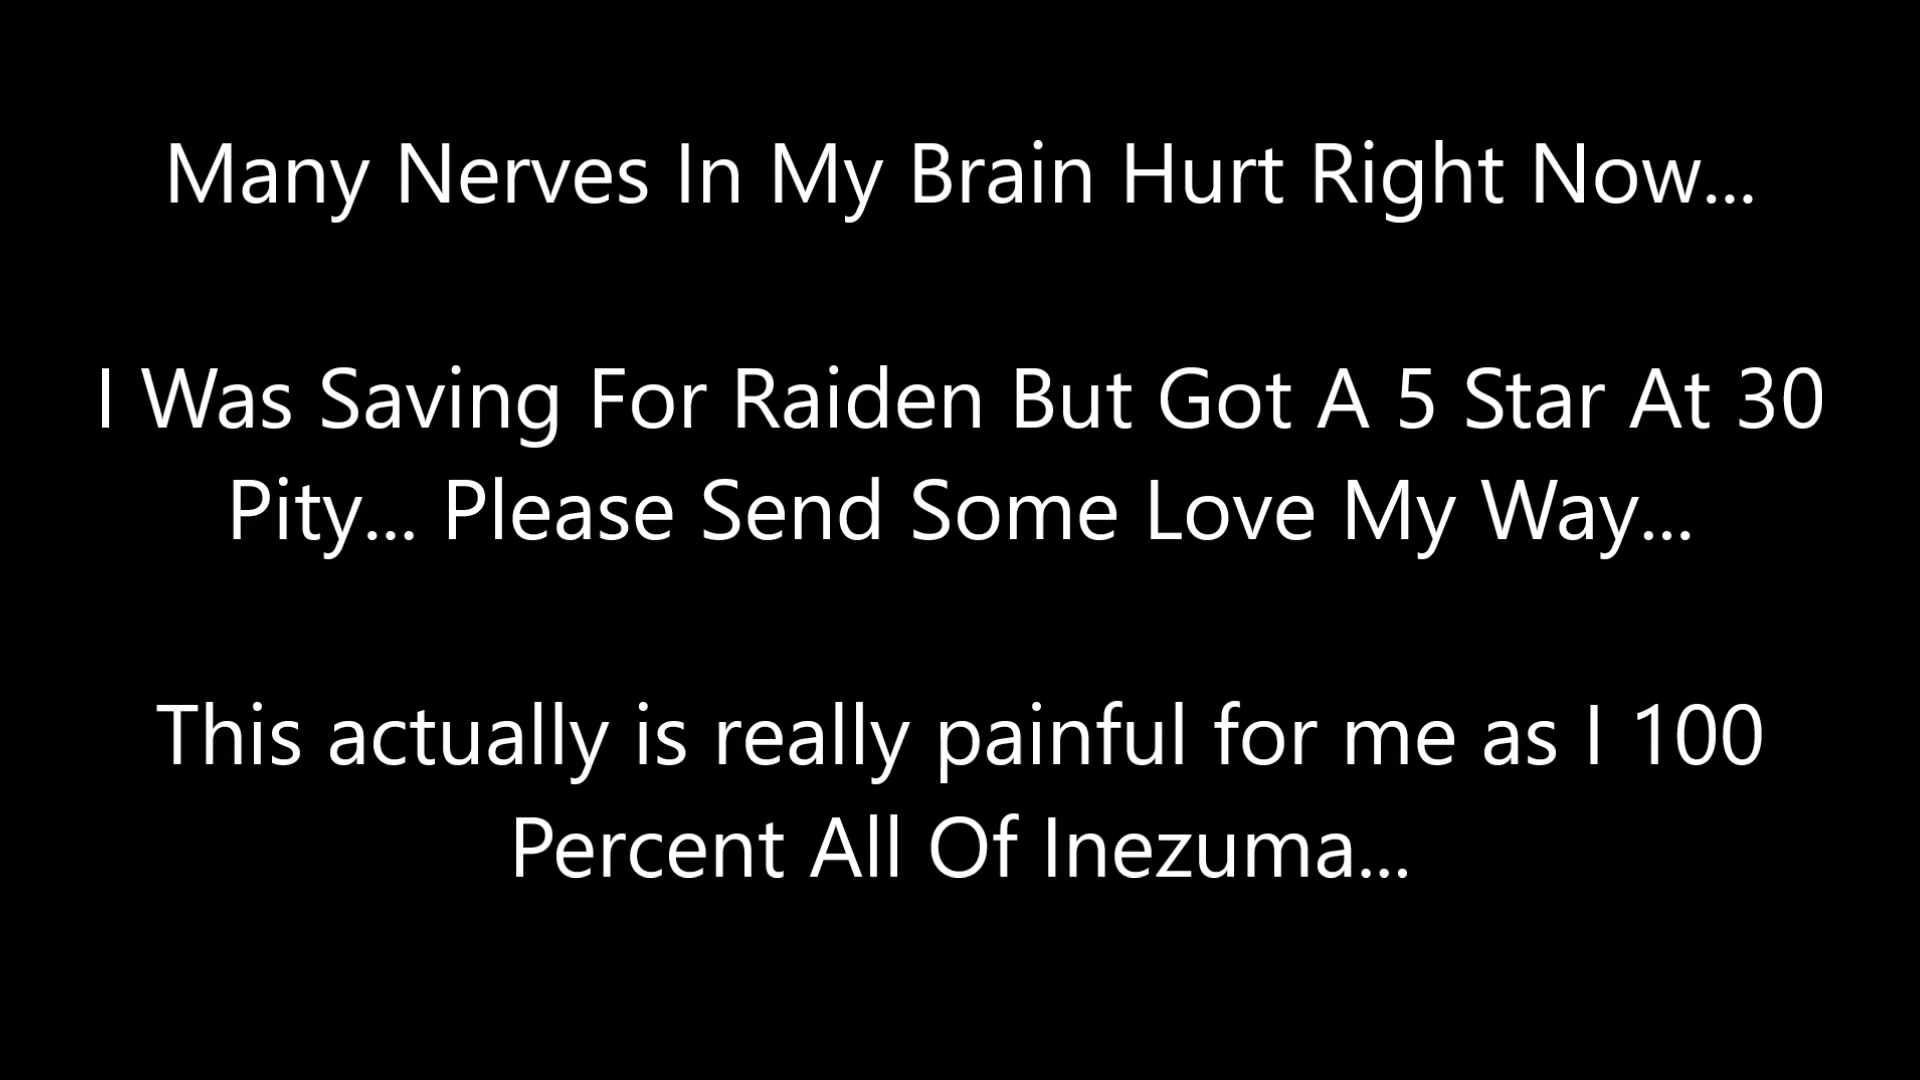 Many Nerves In My Brain Hurt Right Now...
I Was Saving For Raiden But Got A 5 Star At 30
Pity... Please Send Some Love My Way...
This actually is really painful for me as I 100
Percent All Of Inezuma...